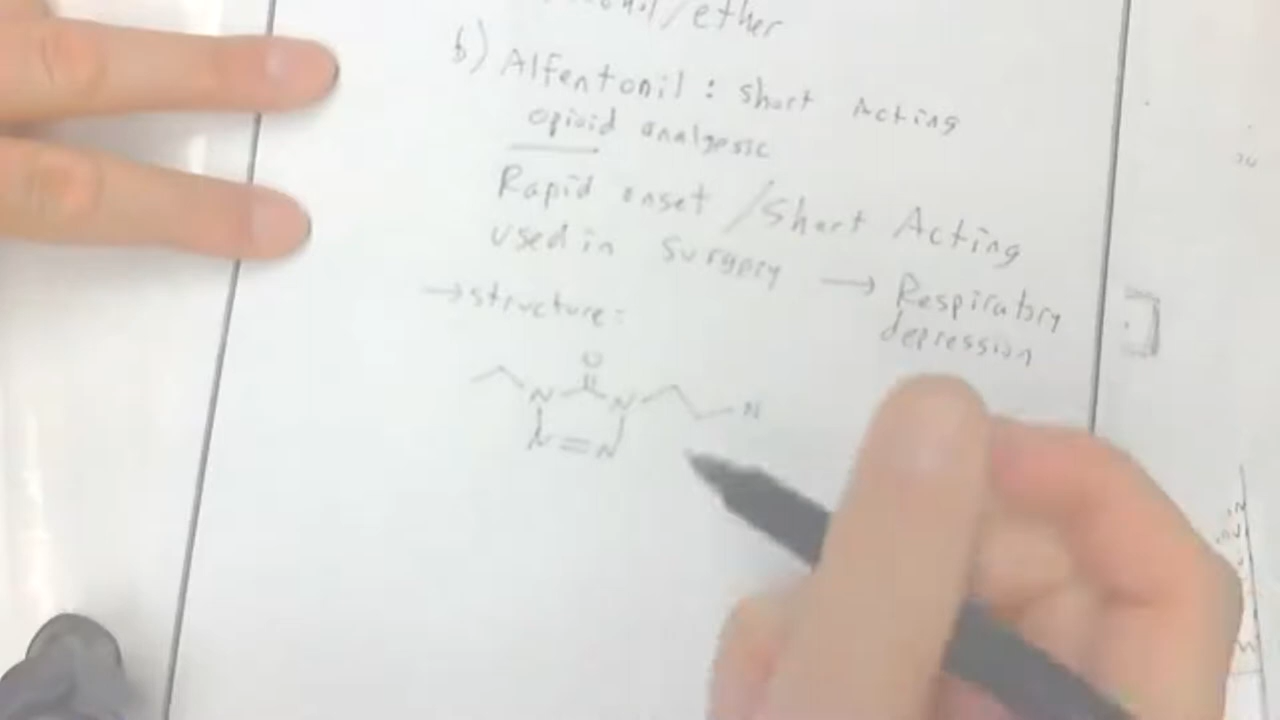 /ether
b) Alfentonil : short Acting
opioid analgesic
Rapid onset / Short Acting
used in surgery → Respiratory
depression
→ structure:
O
N N N
N = N